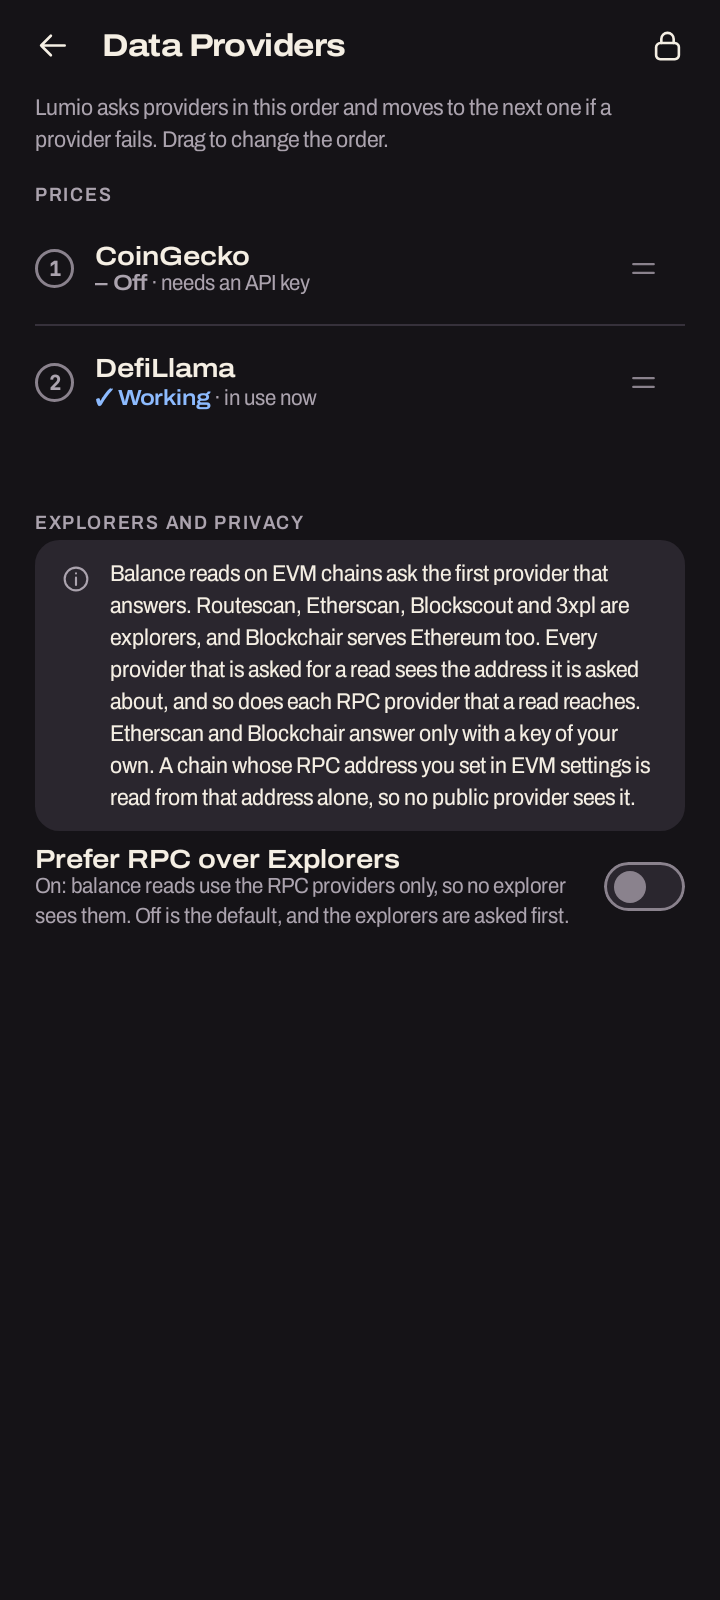 Data Providers
Lumio asks providers in this order and moves to the next one if a
provider fails. Drag to change the order.
PRICES
1
CoinGecko
– Off · needs an API key
2
DefiLlama
✓ Working · in use now
EXPLORERS AND PRIVACY
Balance reads on EVM chains ask the first provider that
answers. Routescan, Etherscan, Blockscout and 3xpl are
explorers, and Blockchair serves Ethereum too. Every
provider that is asked for a read sees the address it is asked
about, and so does each RPC provider that a read reaches.
Etherscan and Blockchair answer only with a key of your
own. A chain whose RPC address you set in EVM settings is
read from that address alone, so no public provider sees it.
Prefer RPC over Explorers
On: balance reads use the RPC providers only, so no explorer
sees them. Off is the default, and the explorers are asked first.